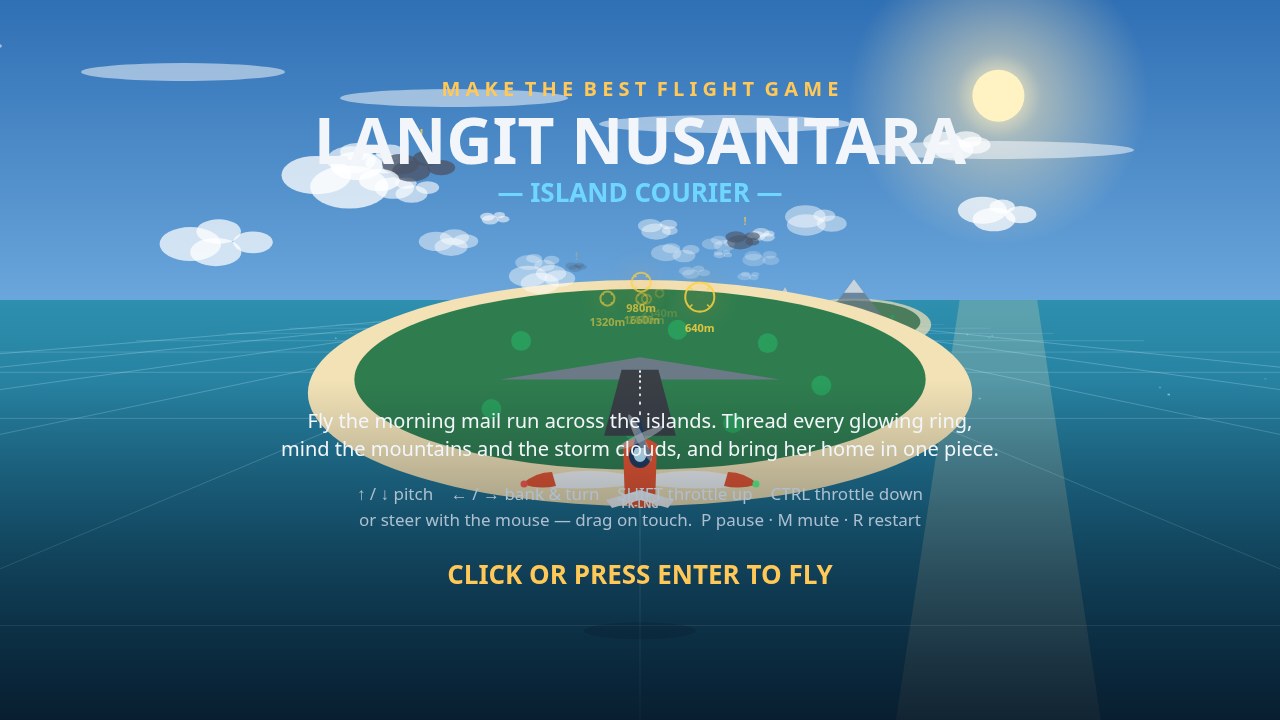 MAKE THE BEST FLIGHT GAME
LANGIT NUSANTARA
— ISLAND COURIER —
980m
1320m
640m
Fly the morning mail run across the islands. Thread every glowing ring,
mind the mountains and the storm clouds, and bring her home in one piece.
↑ / ↓ pitch ← / → bank & turn SHIFT throttle up CTRL throttle down
PK-LNG
or steer with the mouse — drag on touch. P pause · M mute · R restart
CLICK OR PRESS ENTER TO FLY